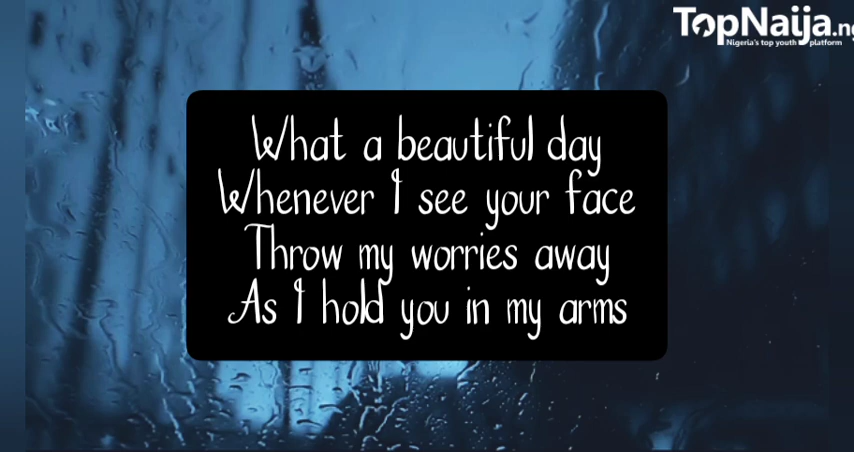 TopNaija.ng
Nigeria's top youth platform
What a beautiful day
Whenever I see your face
Throw my worries away
As I hold you in my arms